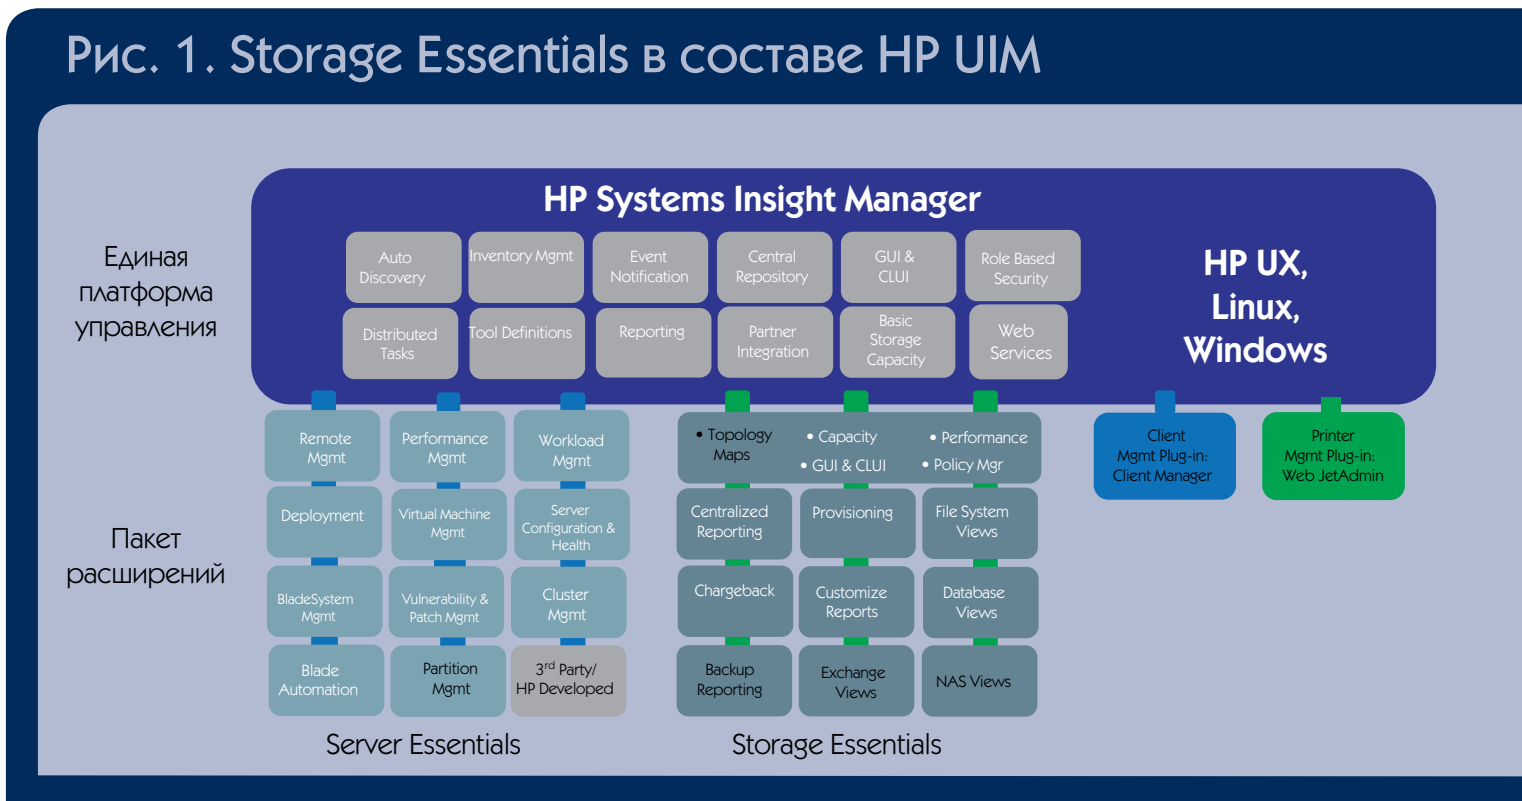 Рис. 1. Storage Essentials в составе HP UIM
HP Systems Insight Manager
Единая
платформа
управления
Auto
Discovery
Inventory Mgmt
Event
Notification
Central
Repository
GUI &
CLUI
Role Based
Security
Distributed
Tasks
Tool Definitions
Reporting
Partner
Integration
Basic
Storage
Capacity
Web
Services
HP UX,
Linux,
Windows
Пакет
расширений
Remote
Mgmt
Performance
Mgmt
Workload
Mgmt
Deployment
Virtual Machine
Mgmt
Server
Configuration &
Health
BladeSystem
Mgmt
Vulnerability &
Patch Mgmt
Cluster
Mgmt
Blade
Automation
Partition
Mgmt
3rd Party/
HP Developed
Server Essentials
• Topology
Maps
• Capacity
• GUI & CLUI
• Performance
• Policy Mgr
Centralized
Reporting
Provisioning
File System
Views
Chargeback
Customize
Reports
Database
Views
Backup
Reporting
Exchange
Views
NAS Views
Storage Essentials
Client
Mgmt Plug-in:
Client Manager
Printer
Mgmt Plug-in:
Web JetAdmin